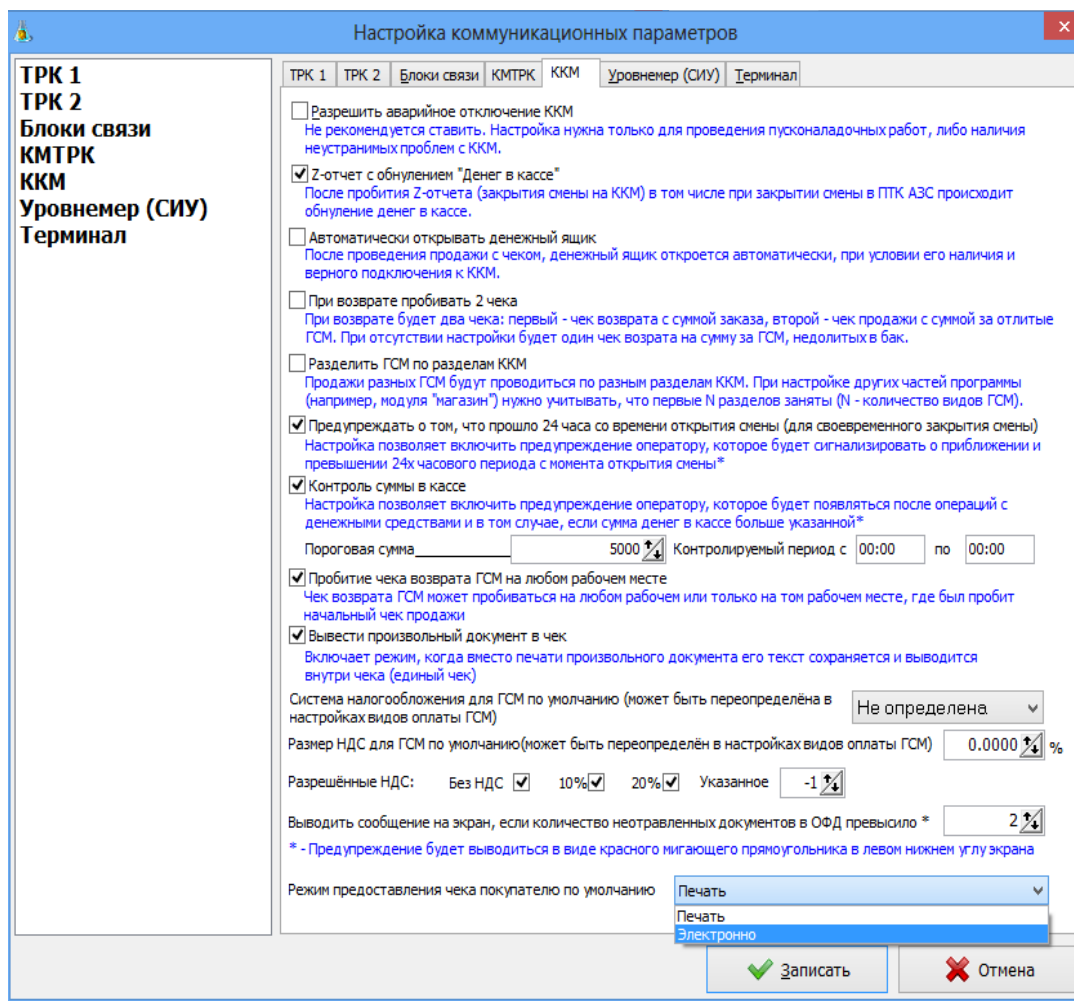 Настройка коммуникационных параметров
ТРК 1
ТРК 2
Блоки связи
КМТРК
ККМ
Уровнемер (СИУ)
Терминал
ТРК 1 ТРК 2 Блоки связи КМТРК ККМ Уровнемер (СИУ) Терминал
Разрешить аварийное отключение ККМ
Не рекомендуется ставить. Настройка нужна только для проведения пусконаладочных работ, либо наличия
неустранимых проблем с ККМ.
Z-отчет с обнулением "Денег в кассе"
После пробития Z-отчета (закрытия смены на ККМ) в том числе при закрытии смены в ПТК АЗС происходит
обнуление денег в кассе.
Автоматически открывать денежный ящик
После проведения продажи с чеком, денежный ящик откроется автоматически, при условии его наличия и
верного подключения к ККМ.
При возврате пробивать 2 чека
При возврате будет два чека: первый - чек возврата с суммой заказа, второй - чек продажи с суммой за отлитые
ГСМ. При отсутствии настройки будет один чек возрата на сумму за ГСМ, недолитых в бак.
Разделить ГСМ по разделам ККМ
Продажи разных ГСМ будут проводиться по разным разделам ККМ. При настройке других частей программы
(например, модуля "магазин") нужно учитывать, что первые N разделов заняты (N - количество видов ГСМ).
Предупреждать о том, что прошло 24 часа со времени открытия смены (для своевременного закрытия смены)
Настройка позволяет включить предупреждение оператору, которое будет сигнализировать о приближении и
превышении 24х часового периода с момента открытия смены*
Контроль суммы в кассе
Настройка позволяет включить предупреждение оператору, которое будет появляться после операций с
денежными средствами и в том случае, если сумма денег в кассе больше указанной*
Пороговая сумма 5000 Контролируемый период с 00:00 по 00:00
Пробитие чека возврата ГСМ на любом рабочем месте
Чек возврата ГСМ может пробиваться на любом рабочем или только на том рабочем месте, где был пробит
начальный чек продажи
Вывести произвольный документ в чек
Включает режим, когда вместо печати произвольного документа его текст сохраняется и выводится
внутри чека (единый чек)
Система налогообложения для ГСМ по умолчанию (может быть переопределёна в
настройках видов оплаты ГСМ)
Не определена
Размер НДС для ГСМ по умолчанию(может быть переопределён в настройках видов оплаты ГСМ) 0.0000 %
Разрешённые НДС: Без НДС 10% 20% Указанное -1
Выводить сообщение на экран, если количество неотравленных документов в ОФД превысило * 2
* - Предупреждение будет выводиться в виде красного мигающего прямоугольника в левом нижнем углу экрана
Режим предоставления чека покупателю по умолчанию Печать
Печать
Электронно
Записать Отмена